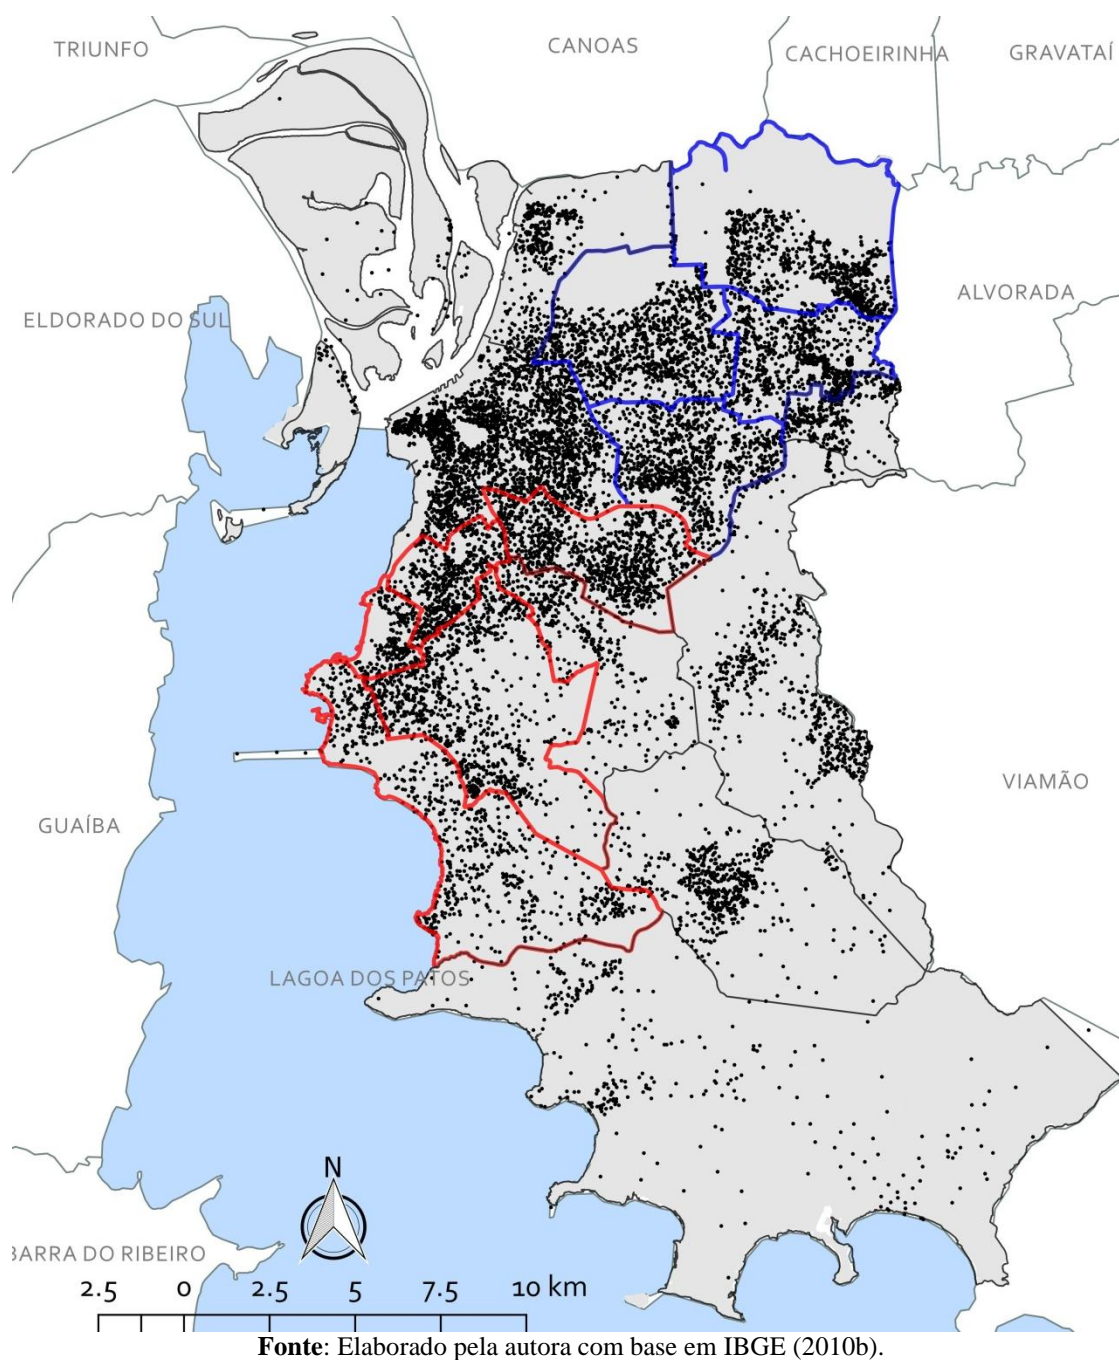 TRIUNFO
CANOAS
CACHOEIRINHA
GRAVATAÍ
ALVORADA
ELDORADO DO SUL
VIAMÃO
GUAÍBA
LAGOA DOS PATOS
N
BARRA DO RIBEIRO
2.5 0 2.5 5 7.5 10 km
Fonte: Elaborado pela autora com base em IBGE (2010b).